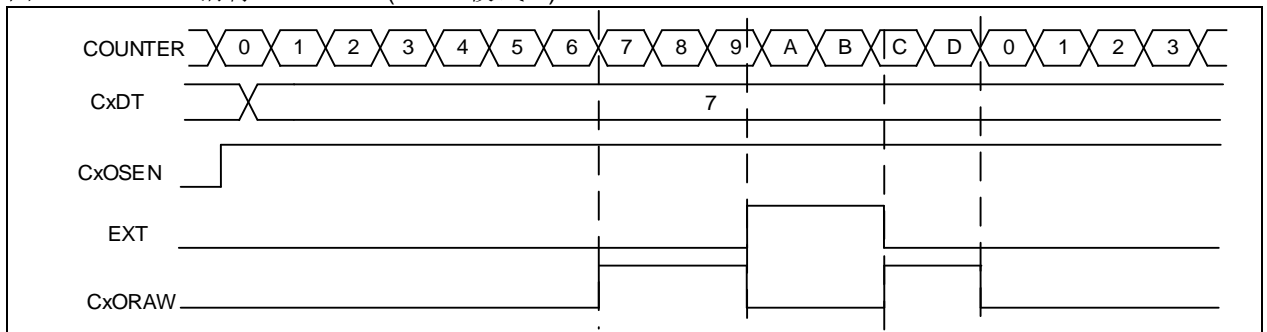 COUNTER 0 1 2 3 4 5 6 7 8 9 A B C D 0 1 2 3
CxDT 7
CxOSEN
EXT
CxORAW